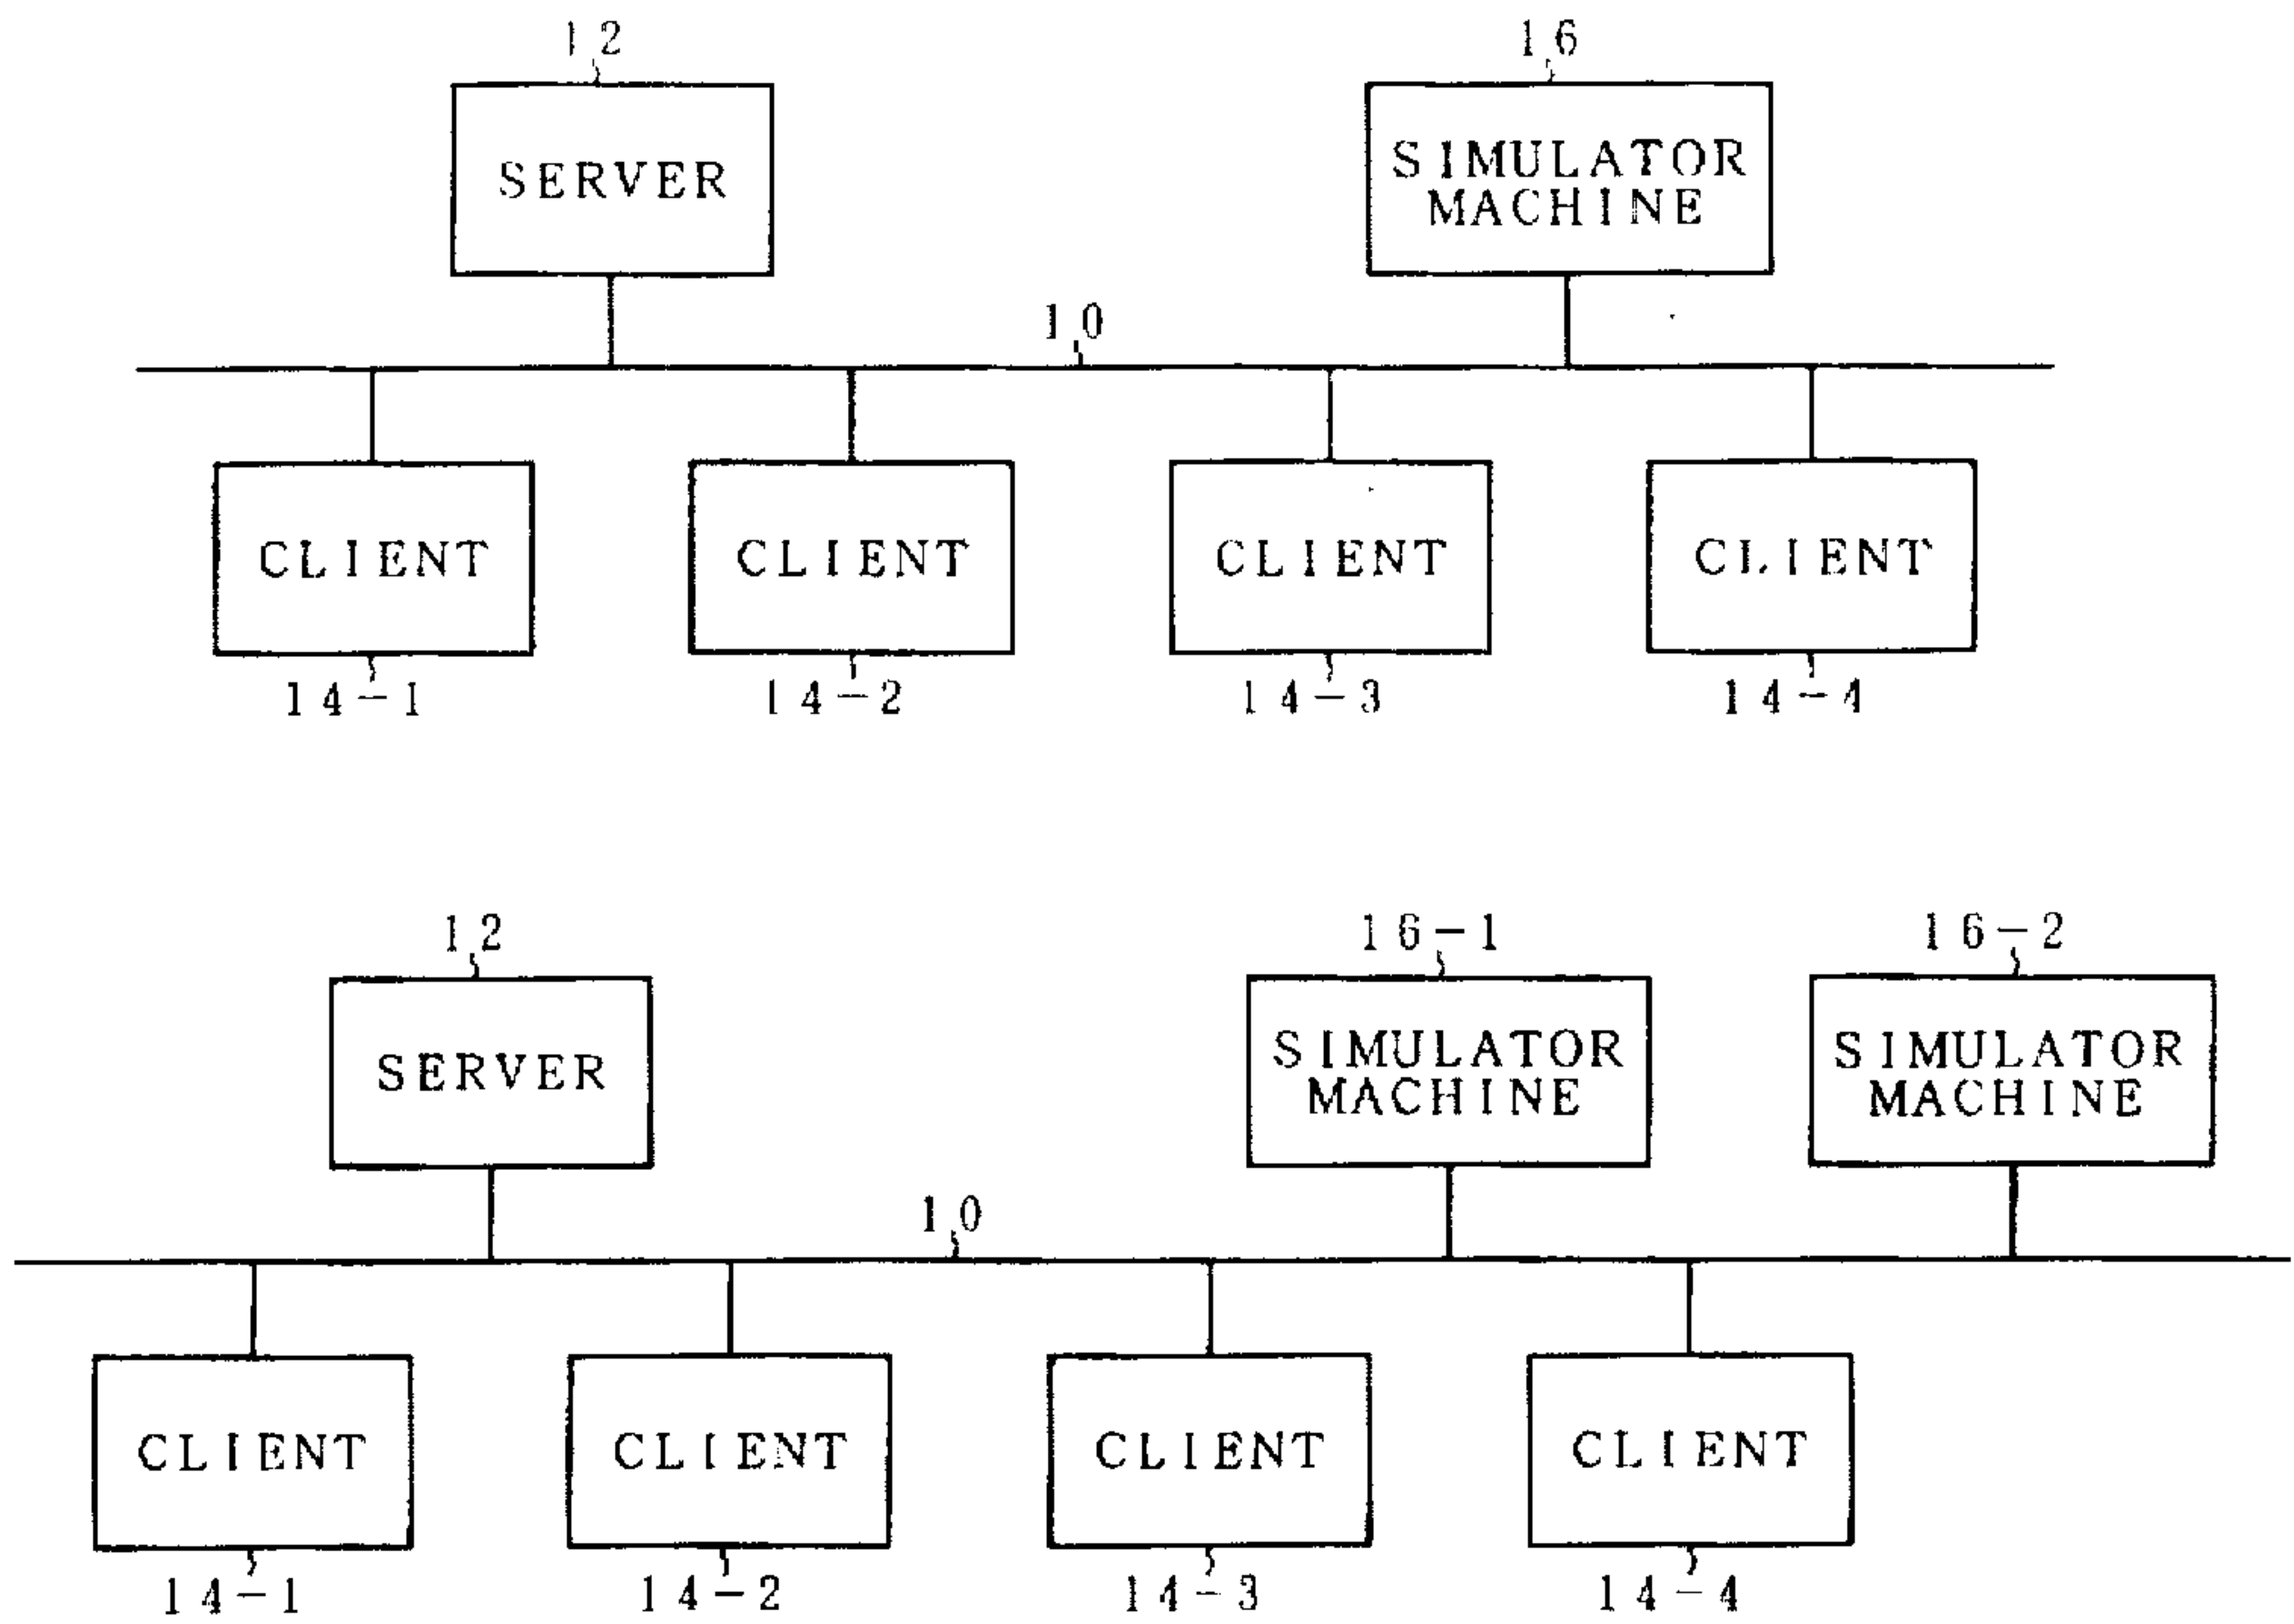 12
16
SERVER
SIMULATOR
MACHINE
10
CLIENT
CLIENT
CLIENT
CLIENT
14-1
14-2
14-3
14-4
12
16-1
16-2
SERVER
SIMULATOR
MACHINE
SIMULATOR
MACHINE
10
CLIENT
CLIENT
CLIENT
CLIENT
14-1
14-2
14-3
14-4